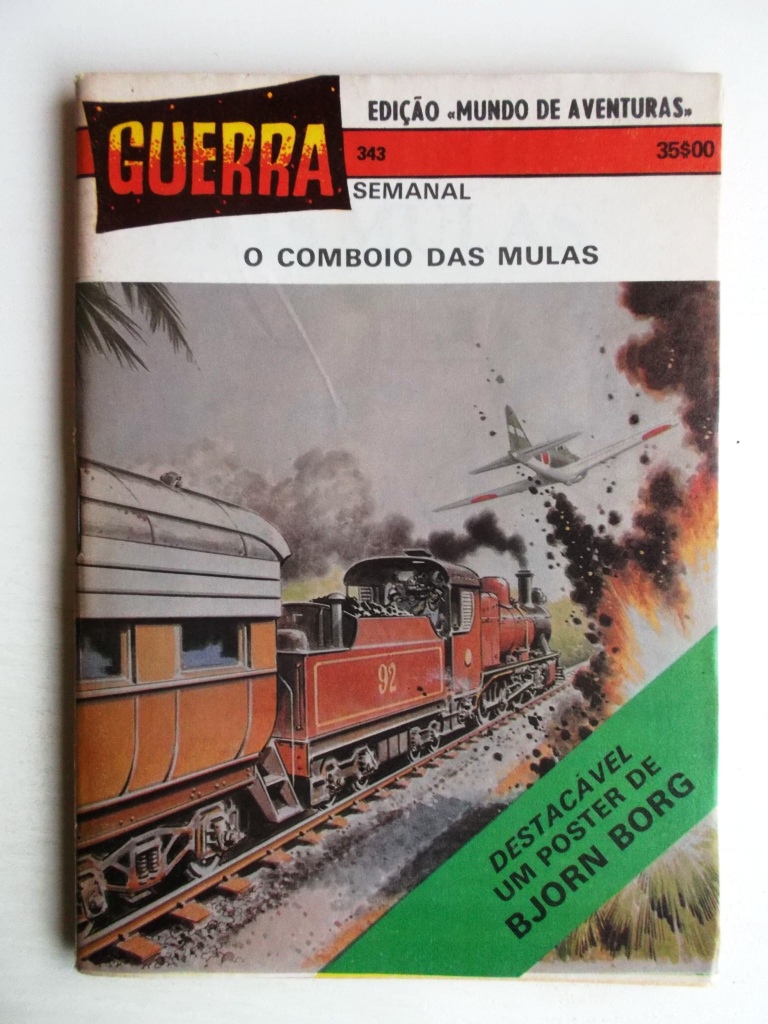 EDIÇÃO «MUNDO DE AVENTURAS»
GUERRA
343
35$00
SEMANAL
O COMBOIO DAS MULAS
92
DESTACÁVEL
UM POSTER DE
BJORN BORG